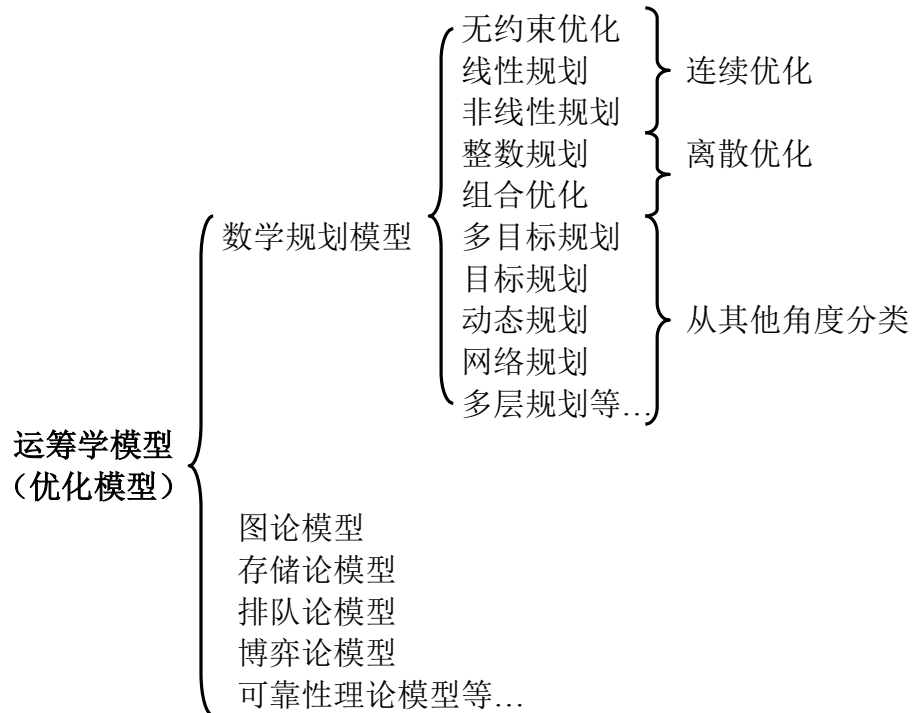 无约束优化
线性规划
连续优化
非线性规划
整数规划
离散优化
组合优化
数学规划模型
多目标规划
目标规划
动态规划
从其他角度分类
网络规划
多层规划等…
运筹学模型
（优化模型）
图论模型
存储论模型
排队论模型
博弈论模型
可靠性理论模型等…